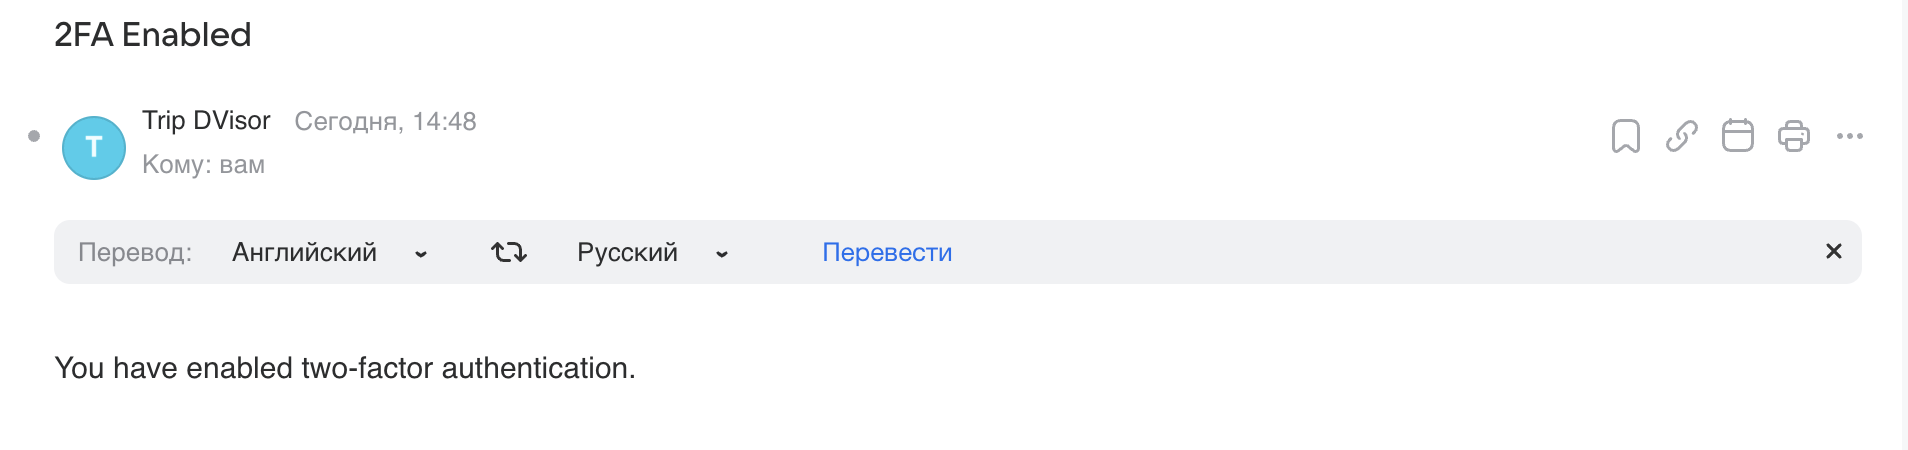 2FA Enabled
Trip DVisor Сегодня, 14:48
T
Кому: вам
Перевод: Английский Русский Перевести
You have enabled two-factor authentication.